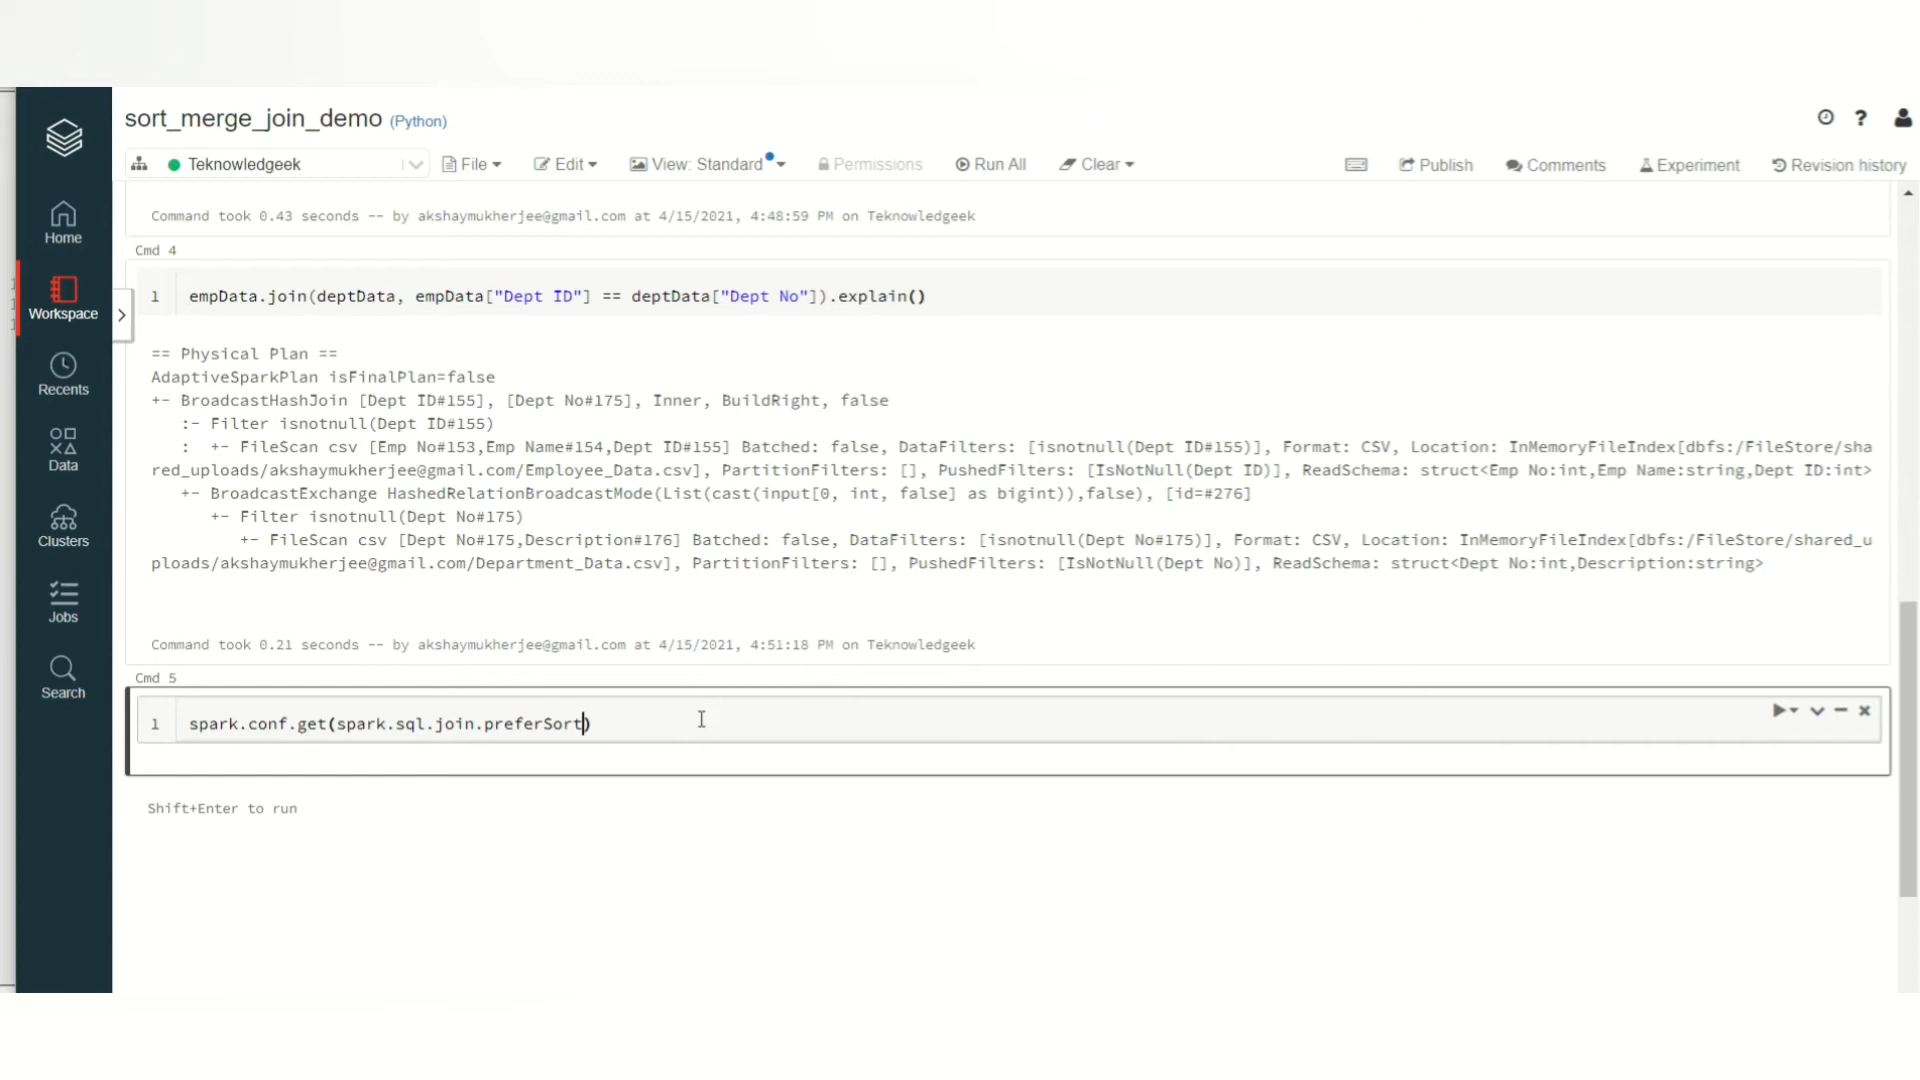 sort_merge_join_demo (Python)
Teknowledgeek File Edit View: Standard Permissions Run All Clear Publish Comments Experiment Revision history
Home
Workspace
Recents
Data
Clusters
Jobs
Search
Command took 0.43 seconds -- by akshaymukherjee@gmail.com at 4/15/2021, 4:48:59 PM on Teknowledgeek
Cmd 4
1 empData.join(deptData, empData["Dept ID"] == deptData["Dept No"]).explain()
== Physical Plan ==
AdaptiveSparkPlan isFinalPlan=false
+- BroadcastHashJoin [Dept ID#155], [Dept No#175], Inner, BuildRight, false
:- Filter isnotnull(Dept ID#155)
: +- FileScan csv [Emp No#153,Emp Name#154,Dept ID#155] Batched: false, DataFilters: [isnotnull(Dept ID#155)], Format: CSV, Location: InMemoryFileIndex[dbfs:/FileStore/sha
red_uploads/akshaymukherjee@gmail.com/Employee_Data.csv], PartitionFilters: [], PushedFilters: [IsNotNull(Dept ID)], ReadSchema: struct<Emp No:int,Emp Name:string,Dept ID:int>
+- BroadcastExchange HashedRelationBroadcastMode(List(cast(input[0, int, false] as bigint)),false), [id=#276]
+- Filter isnotnull(Dept No#175)
+- FileScan csv [Dept No#175,Description#176] Batched: false, DataFilters: [isnotnull(Dept No#175)], Format: CSV, Location: InMemoryFileIndex[dbfs:/FileStore/shared_u
ploads/akshaymukherjee@gmail.com/Department_Data.csv], PartitionFilters: [], PushedFilters: [IsNotNull(Dept No)], ReadSchema: struct<Dept No:int,Description:string>
Command took 0.21 seconds -- by akshaymukherjee@gmail.com at 4/15/2021, 4:51:18 PM on Teknowledgeek
Cmd 5
1 spark.conf.get(spark.sql.join.preferSort)
Shift+Enter to run